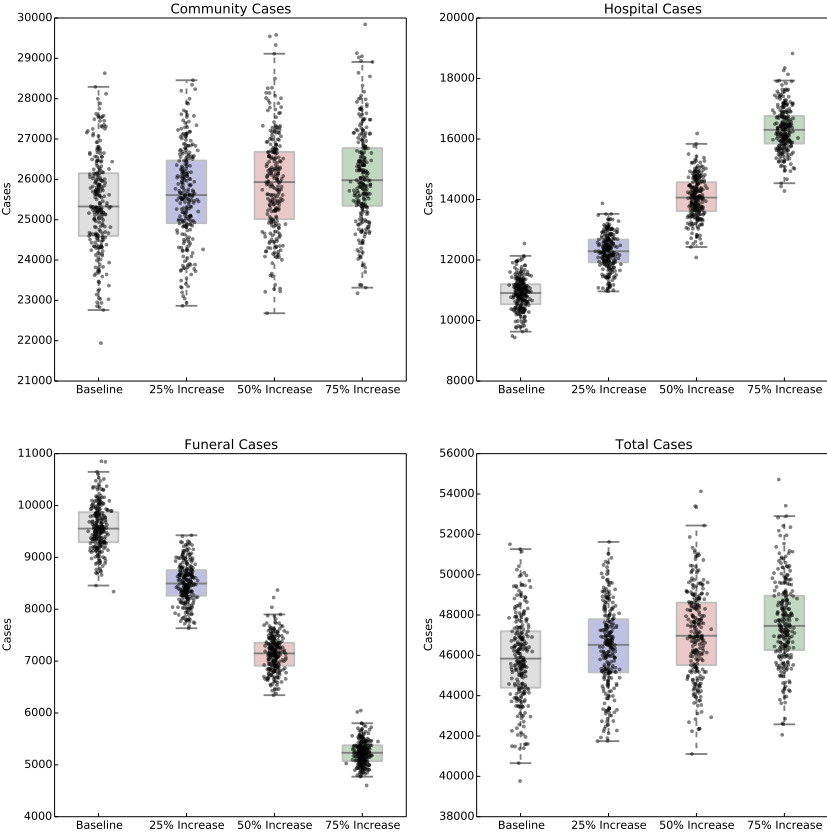 Community Cases
Cases
30000
29000
28000
27000
26000
25000
24000
23000
22000
21000
Baseline 25% Increase 50% Increase 75% Increase
Hospital Cases
Cases
20000
18000
16000
14000
12000
10000
8000
Baseline 25% Increase 50% Increase 75% Increase
Funeral Cases
Cases
11000
10000
9000
8000
7000
6000
5000
4000
Baseline 25% Increase 50% Increase 75% Increase
Total Cases
Cases
56000
54000
52000
50000
48000
46000
44000
42000
40000
38000
Baseline 25% Increase 50% Increase 75% Increase